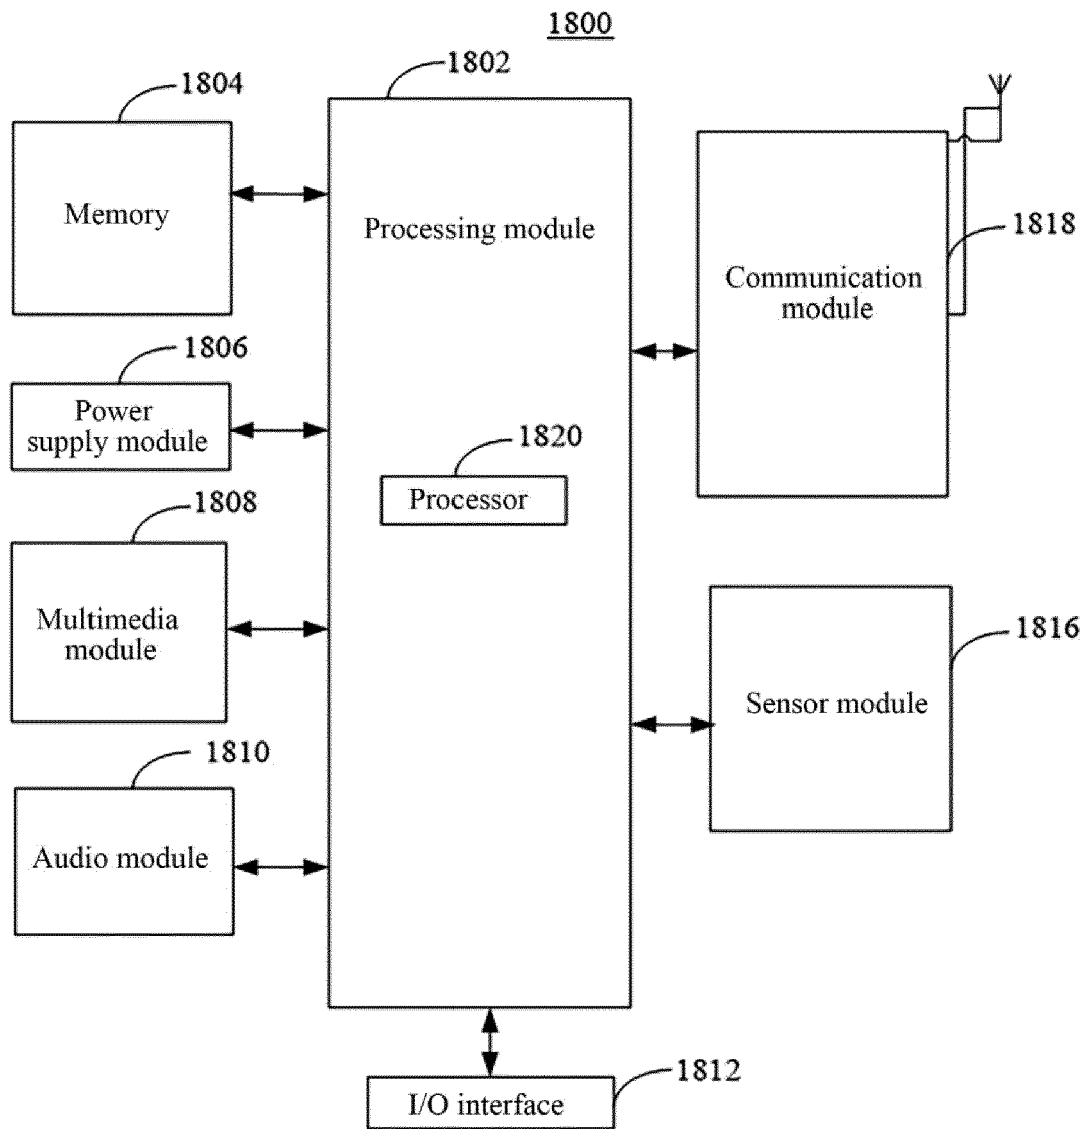 1800
1802
1804
Memory
Processing module
1818
Communication
module
1806
Power
supply module
1820
Processor
1808
Multimedia
module
1816
Sensor module
1810
Audio module
1812
I/O interface